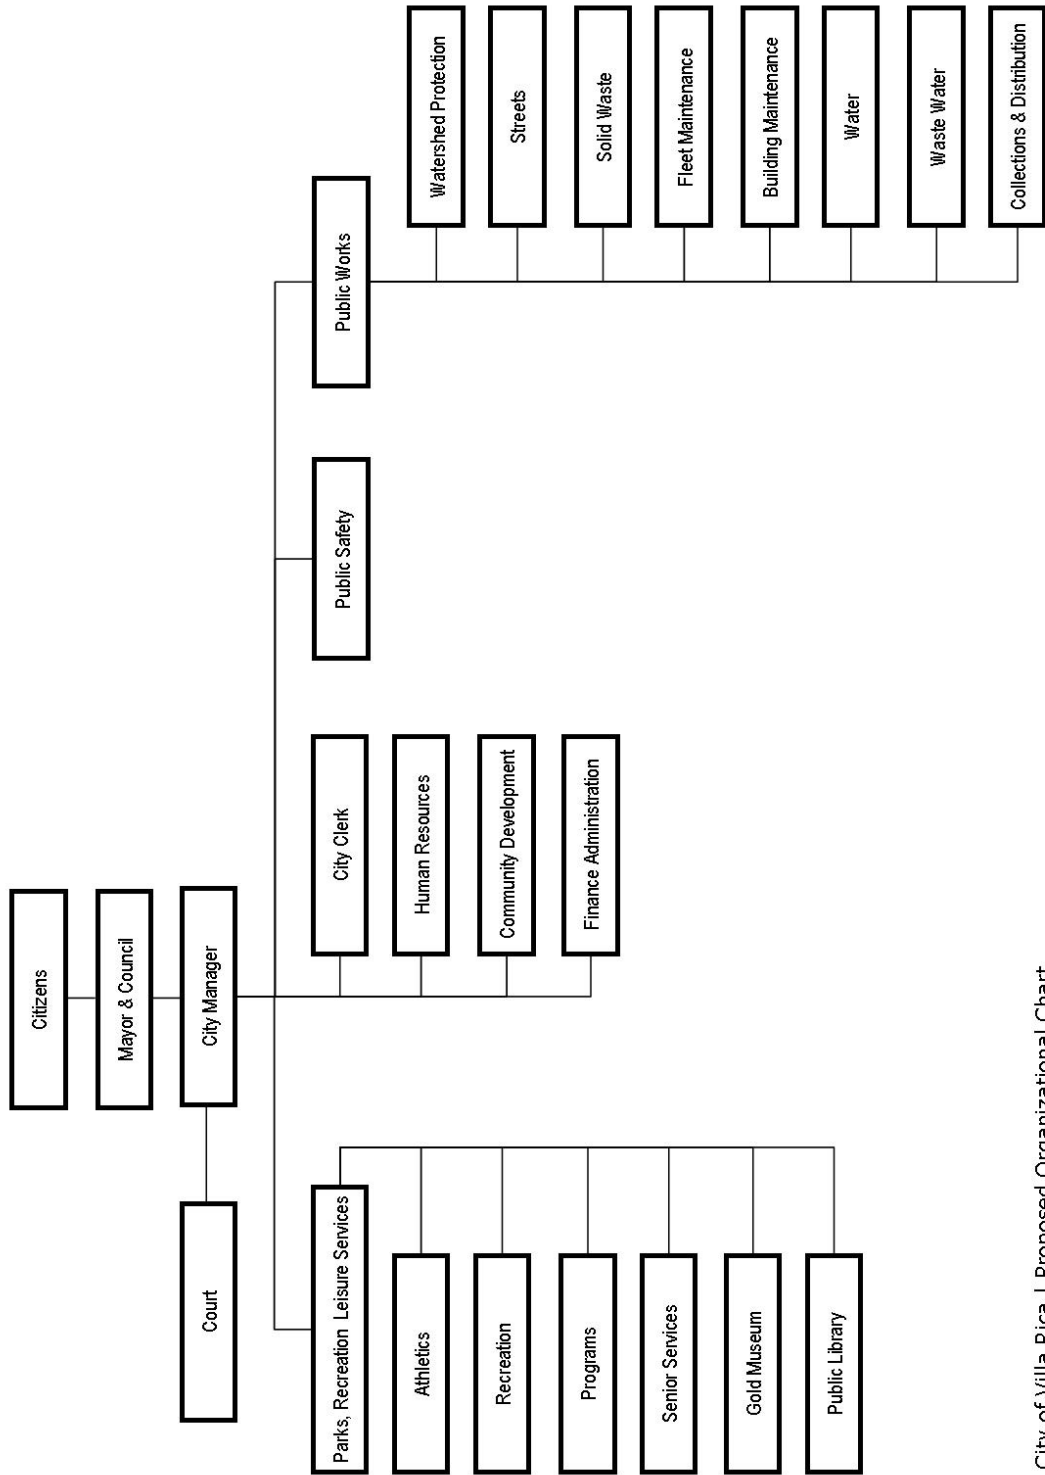 Citizens
Mayor & Council
Court
City Manager
Parks, Recreation Leisure Services
City Clerk
Public Safety
Public Works
Athletics
Recreation
Programs
Senior Services
Gold Museum
Public Library
Human Resources
Community Development
Finance Administration
Watershed Protection
Streets
Solid Waste
Fleet Maintenance
Building Maintenance
Water
Waste Water
Collections & Distribution
City of Villa Rica | Proposed Organizational Chart